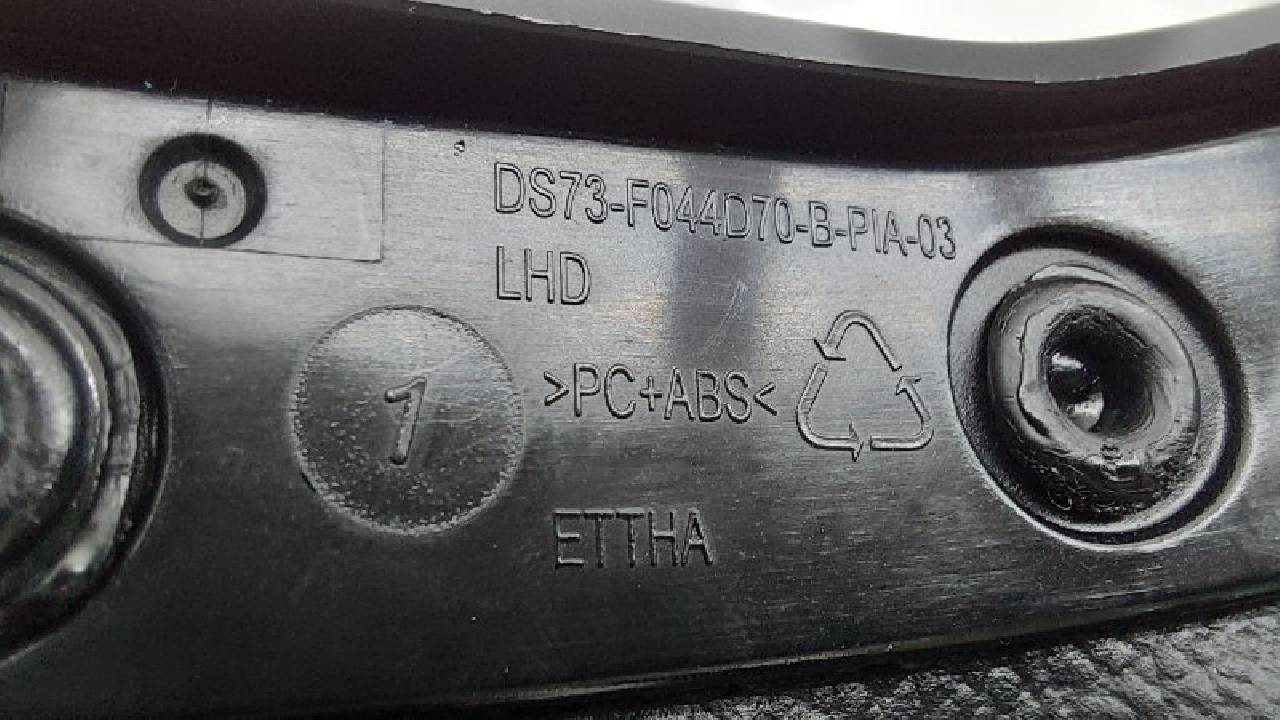 DS73-F044D70-B-PIA-03
LHD
1
>PC+ABS<
ETTHA